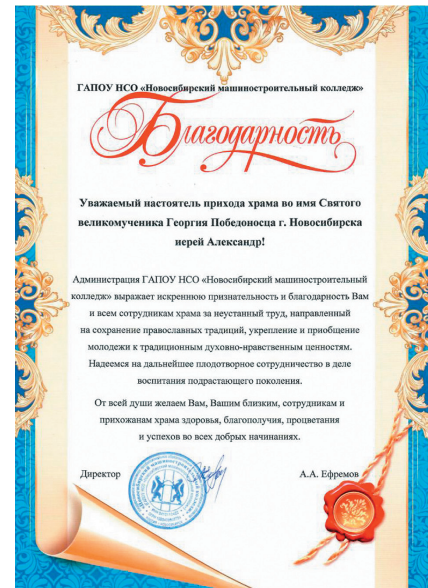 ГАПОУ НСО «Новосибирский машиностроительный колледж»
Благодарность
Уважаемый настоятель прихода храма во имя Святого
великомученика Георгия Победоносца г. Новосибирска
иерей Александр!
Администрация ГАПОУ НСО «Новосибирский машиностроительный
колледж» выражает искреннюю признательность и благодарность Вам
и всем сотрудникам храма за неустанный труд, направленный
на сохранение православных традиций, укрепление и приобщение
молодежи к традиционным духовно-нравственным ценностям.
Надеемся на дальнейшее плодотворное сотрудничество в деле
воспитания подрастающего поколения.
От всей души желаем Вам, Вашим близким, сотрудникам и
прихожанам храма здоровья, благополучия, процветания
и успехов во всех добрых начинаниях.
Директор А.А. Ефремов